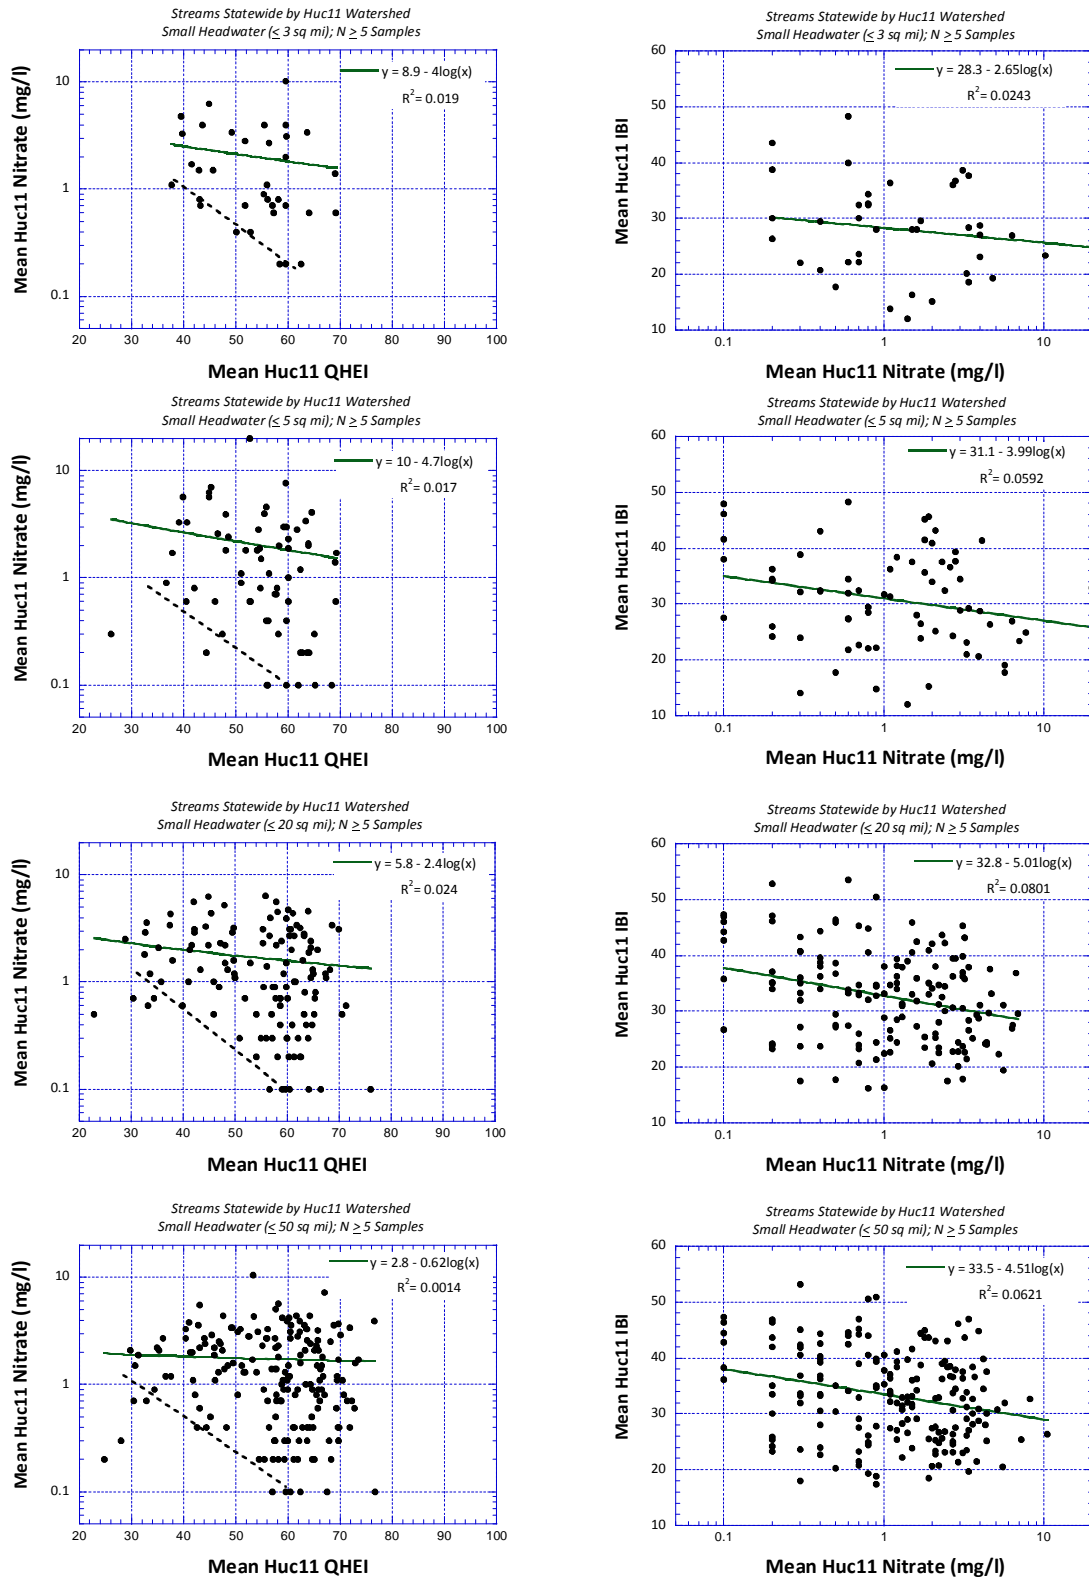 Streams Statewide by Huc11 Watershed
Small Headwater (≤ 3 sq mi); N ≥ 5 Samples
Mean Huc11 Nitrate (mg/l)
10
1
0.1
y = 8.9 - 4log(x)
R²= 0.019
20 30 40 50 60 70 80 90 100
Mean Huc11 QHEI
Streams Statewide by Huc11 Watershed
Small Headwater (≤ 3 sq mi); N ≥ 5 Samples
Mean Huc11 IBI
60
50
40
30
20
10
y = 28.3 - 2.65log(x)
R²= 0.0243
0.1 1 10
Mean Huc11 Nitrate (mg/l)
Streams Statewide by Huc11 Watershed
Small Headwater (≤ 5 sq mi); N ≥ 5 Samples
Mean Huc11 Nitrate (mg/l)
10
1
0.1
y = 10 - 4.7log(x)
R²= 0.017
20 30 40 50 60 70 80 90 100
Mean Huc11 QHEI
Streams Statewide by Huc11 Watershed
Small Headwater (≤ 5 sq mi); N ≥ 5 Samples
Mean Huc11 IBI
60
50
40
30
20
10
y = 31.1 - 3.99log(x)
R²= 0.0592
0.1 1 10
Mean Huc11 Nitrate (mg/l)
Streams Statewide by Huc11 Watershed
Small Headwater (≤ 20 sq mi); N ≥ 5 Samples
Mean Huc11 Nitrate (mg/l)
10
1
0.1
y = 5.8 - 2.4log(x)
R²= 0.024
20 30 40 50 60 70 80 90 100
Mean Huc11 QHEI
Streams Statewide by Huc11 Watershed
Small Headwater (≤ 20 sq mi); N ≥ 5 Samples
Mean Huc11 IBI
60
50
40
30
20
10
y = 32.8 - 5.01log(x)
R²= 0.0801
0.1 1 10
Mean Huc11 Nitrate (mg/l)
Streams Statewide by Huc11 Watershed
Small Headwater (≤ 50 sq mi); N ≥ 5 Samples
Mean Huc11 Nitrate (mg/l)
10
1
0.1
y = 2.8 - 0.62log(x)
R²= 0.0014
20 30 40 50 60 70 80 90 100
Mean Huc11 QHEI
Streams Statewide by Huc11 Watershed
Small Headwater (≤ 50 sq mi); N ≥ 5 Samples
Mean Huc11 IBI
60
50
40
30
20
10
y = 33.5 - 4.51log(x)
R²= 0.0621
0.1 1 10
Mean Huc11 Nitrate (mg/l)